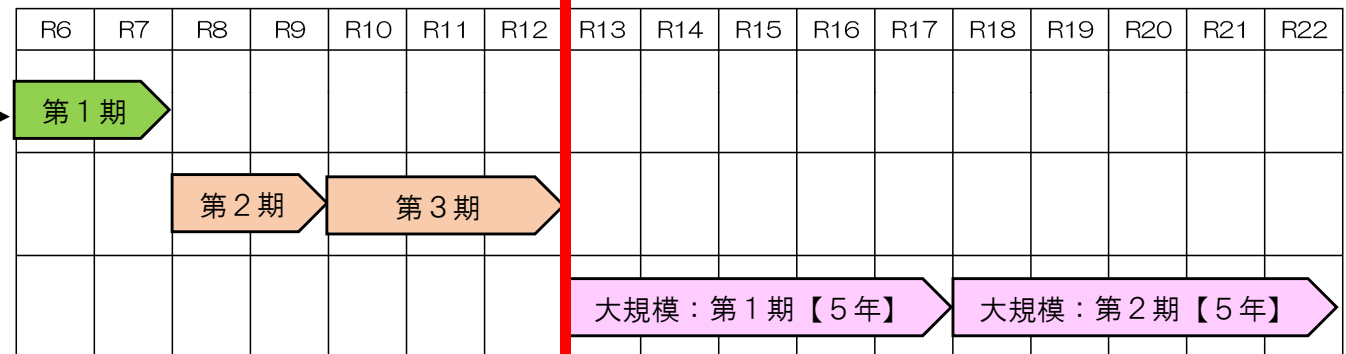 R6 R7 R8 R9 R10 R11 R12 R13 R14 R15 R16 R17 R18 R19 R20 R21 R22
第1期
第2期 第3期
大規模：第1期【5年】 大規模：第2期【5年】